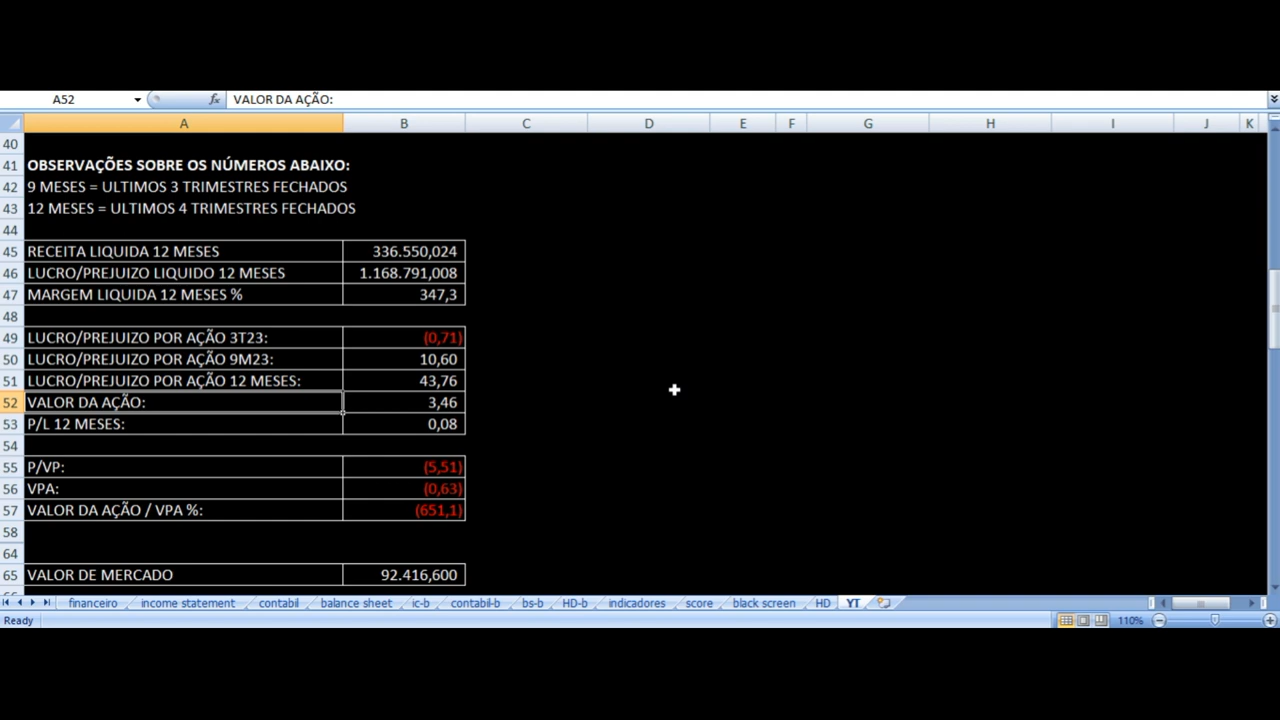 A52 fx VALOR DA AÇÃO:
A B C D E F G H I J K
40
41 OBSERVAÇÕES SOBRE OS NÚMEROS ABAIXO:
42 9 MESES = ULTIMOS 3 TRIMESTRES FECHADOS
43 12 MESES = ULTIMOS 4 TRIMESTRES FECHADOS
44
45 RECEITA LIQUIDA 12 MESES 336.550,024
46 LUCRO/PREJUIZO LIQUIDO 12 MESES 1.168.791,008
47 MARGEM LIQUIDA 12 MESES % 347,3
48
49 LUCRO/PREJUIZO POR AÇÃO 3T23: (0,71)
50 LUCRO/PREJUIZO POR AÇÃO 9M23: 10,60
51 LUCRO/PREJUIZO POR AÇÃO 12 MESES: 43,76
52 VALOR DA AÇÃO: 3,46
53 P/L 12 MESES: 0,08
54
55 P/VP: (5,51)
56 VPA: (0,63)
57 VALOR DA AÇÃO / VPA %: (651,1)
58
64
65 VALOR DE MERCADO 92.416,600
financeiro income statement contabil balance sheet ic-b contabil-b bs-b HD-b indicadores score black screen HD YT
Ready 110%